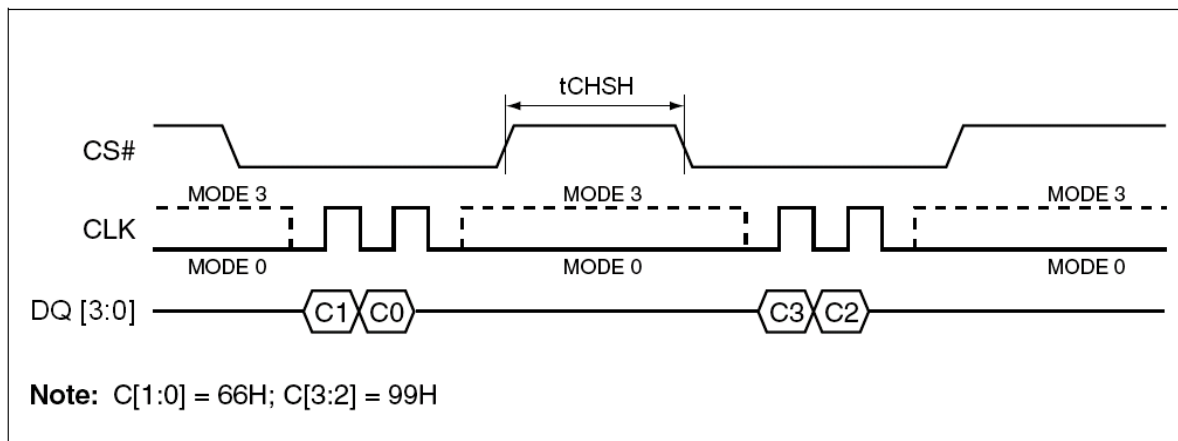 tCHSH
CS#
MODE 3 MODE 3 MODE 3
CLK
MODE 0 MODE 0 MODE 0
DQ [3:0] C1 C0 C3 C2
Note: C[1:0] = 66H; C[3:2] = 99H